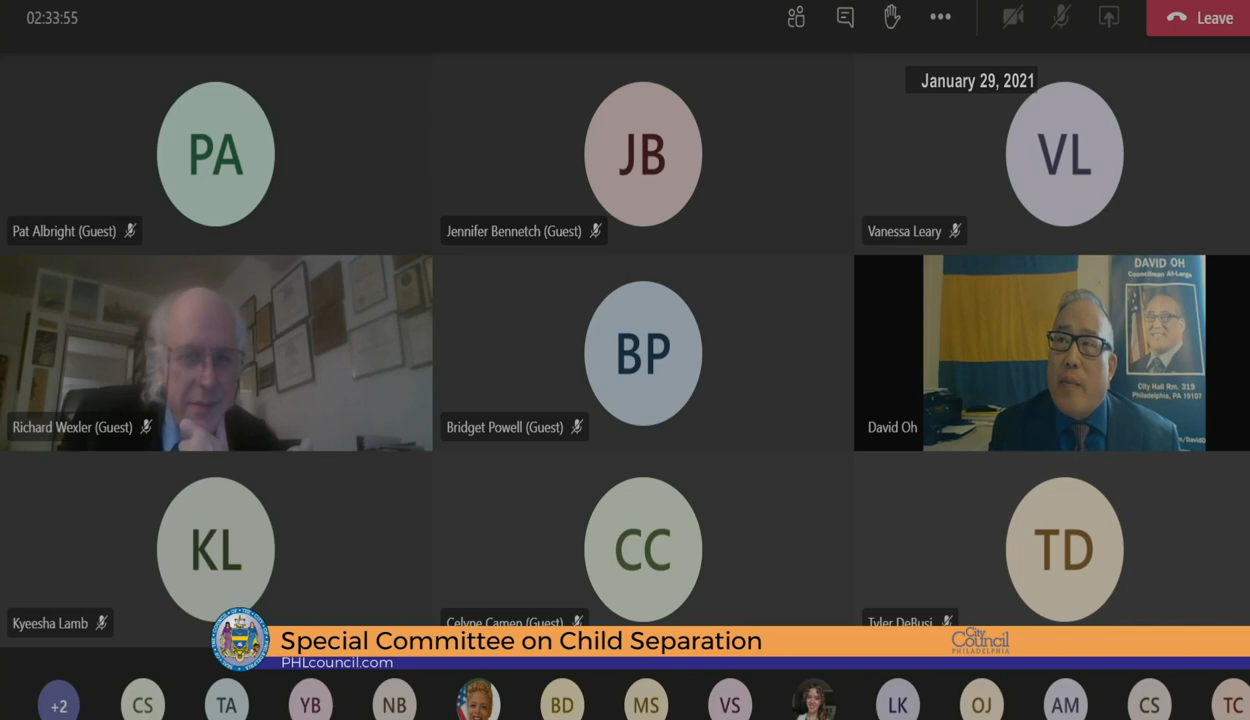 02:33:55
Leave
January 29, 2021
PA
JB
VL
Pat Albright (Guest)
Jennifer Bennetch (Guest)
Vanessa Leary
DAVID OH
Councilman At-Large
City Hall Rm. 319
Philadelphia, PA 19107
BP
Richard Wexler (Guest)
Bridget Powell (Guest)
David Oh
KL
CC
TD
Kyeesha Lamb
Celyne Camen (Guest)
Tyler DeBusi
Special Committee on Child Separation
City
Council
PHILADELPHIA
PHLcouncil.com
+2
CS
TA
YB
NB
BD
MS
VS
LK
OJ
AM
CS
TC